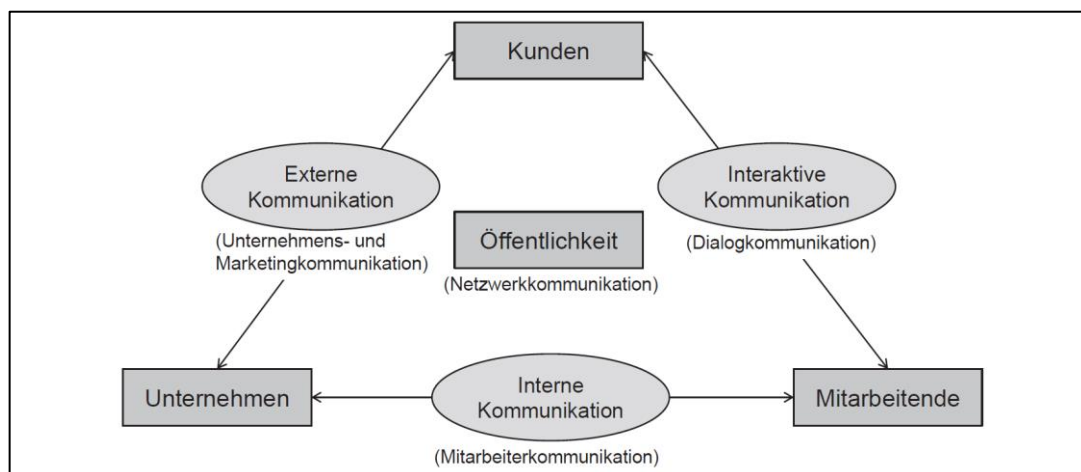 Kunden
Externe
Kommunikation
(Unternehmens- und
Marketingkommunikation)
Interaktive
Kommunikation
(Dialogkommunikation)
Öffentlichkeit
(Netzwerkkommunikation)
Unternehmen
Interne
Kommunikation
(Mitarbeiterkommunikation)
Mitarbeitende